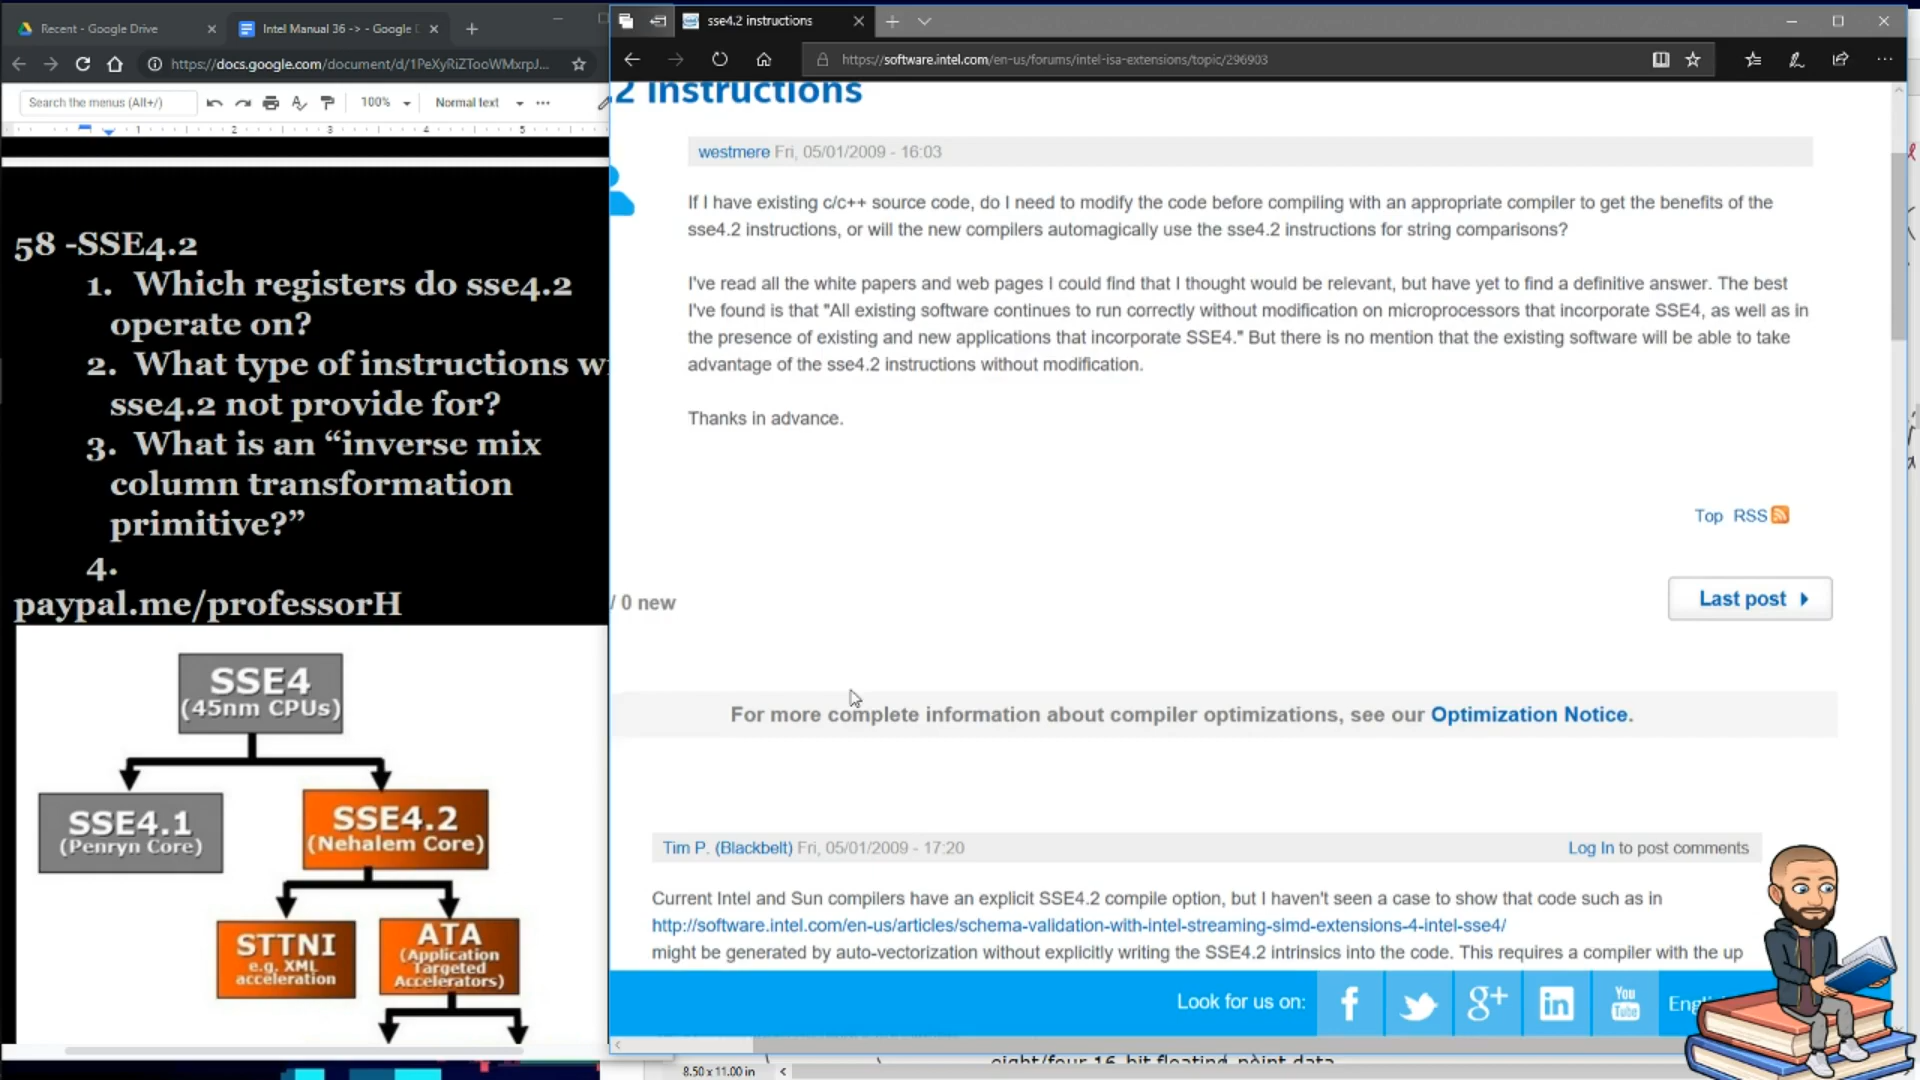 Recent - Google Drive
Intel Manual 36 -> - Google D
https://docs.google.com/document/d/1PeXyRiZTooWMxrpJ...
Search the menus (Alt+/)
100%
Normal text
1 2 3 4 5
58 -SSE4.2
1. Which registers do sse4.2
operate on?
2. What type of instructions w
sse4.2 not provide for?
3. What is an “inverse mix
column transformation
primitive?”
4.
paypal.me/professorH
SSE4
(45nm CPUs)
SSE4.1
(Penryn Core)
SSE4.2
(Nehalem Core)
STTNI
e.g. XML
acceleration
ATA
(Application
Targeted
Accelerators)
sse4.2 instructions
https://software.intel.com/en-us/forums/intel-isa-extensions/topic/296903
.2 instructions
westmere Fri, 05/01/2009 - 16:03
If I have existing c/c++ source code, do I need to modify the code before compiling with an appropriate compiler to get the benefits of the
sse4.2 instructions, or will the new compilers automagically use the sse4.2 instructions for string comparisons?
I've read all the white papers and web pages I could find that I thought would be relevant, but have yet to find a definitive answer. The best
I've found is that "All existing software continues to run correctly without modification on microprocessors that incorporate SSE4, as well as in
the presence of existing and new applications that incorporate SSE4." But there is no mention that the existing software will be able to take
advantage of the sse4.2 instructions without modification.
Thanks in advance.
Top RSS
/ 0 new
Last post
For more complete information about compiler optimizations, see our Optimization Notice.
Tim P. (Blackbelt) Fri, 05/01/2009 - 17:20
Log In to post comments
Current Intel and Sun compilers have an explicit SSE4.2 compile option, but I haven't seen a case to show that code such as in
http://software.intel.com/en-us/articles/schema-validation-with-intel-streaming-simd-extensions-4-intel-sse4/
might be generated by auto-vectorization without explicitly writing the SSE4.2 intrinsics into the code. This requires a compiler with the up
Look for us on:
f
g+
in
You
Tube
Eng
eight/four 16-bit floating-point data
8.50 x 11.00 in